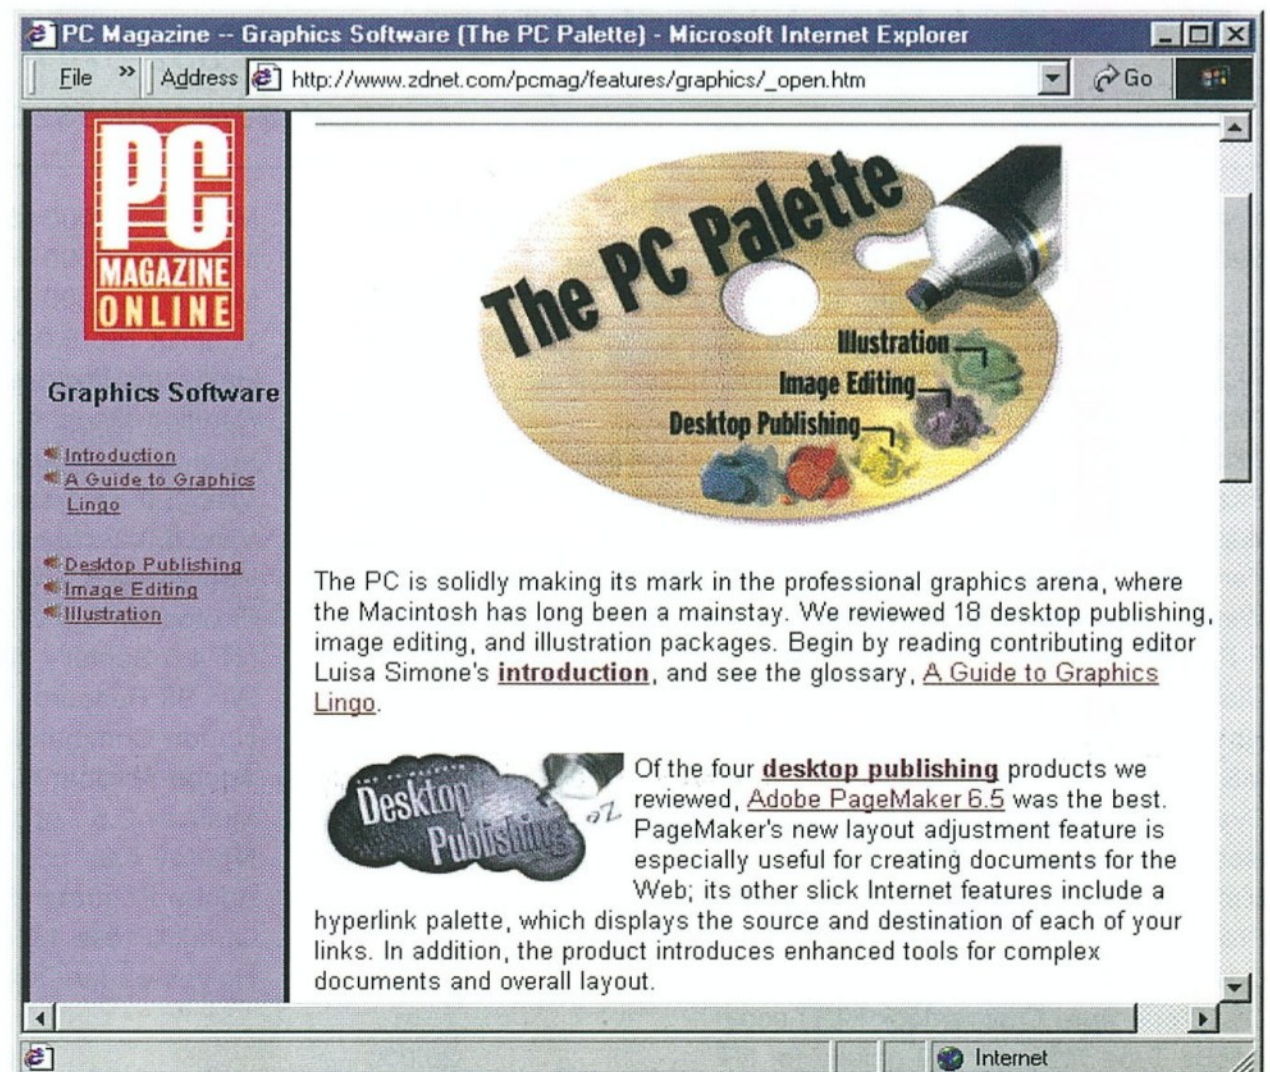 PC Magazine -- Graphics Software (The PC Palette) - Microsoft Internet Explorer
File » Address http://www.zdnet.com/pcmag/features/graphics/_open.htm Go
PC
MAGAZINE
ONLINE
Graphics Software
Introduction
A Guide to Graphics
Lingo
Desktop Publishing
Image Editing
Illustration
The PC Palette
Illustration
Image Editing
Desktop Publishing
The PC is solidly making its mark in the professional graphics arena, where
the Macintosh has long been a mainstay. We reviewed 18 desktop publishing,
image editing, and illustration packages. Begin by reading contributing editor
Luisa Simone's introduction, and see the glossary, A Guide to Graphics
Lingo.
Desktop
Publishing
Of the four desktop publishing products we
reviewed, Adobe PageMaker 6.5 was the best.
PageMaker's new layout adjustment feature is
especially useful for creating documents for the
Web; its other slick Internet features include a
hyperlink palette, which displays the source and destination of each of your
links. In addition, the product introduces enhanced tools for complex
documents and overall layout.
Internet